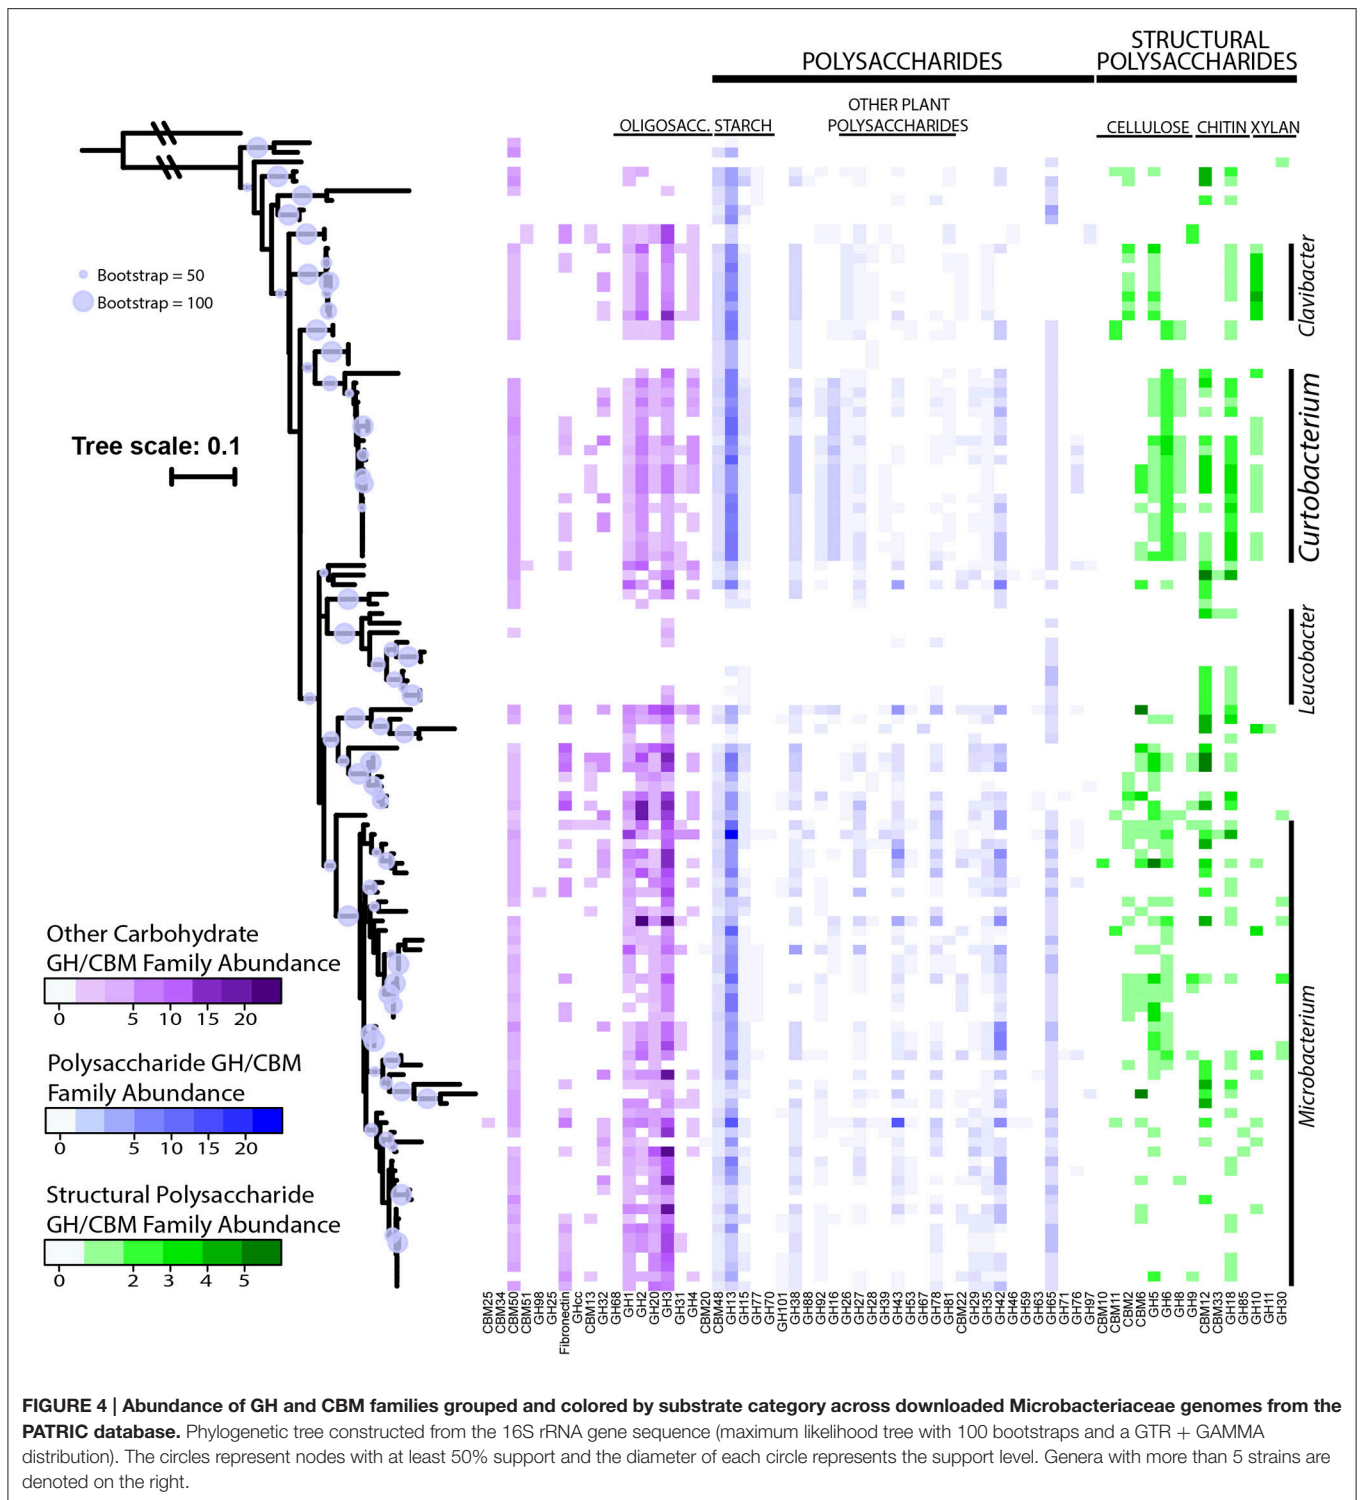 STRUCTURAL
POLYSACCHARIDES
POLYSACCHARIDES
OTHER PLANT
POLYSACCHARIDES
OLIGOSACC. STARCH
CELLULOSE CHITIN XYLAN
Bootstrap = 50
Bootstrap = 100
Tree scale: 0.1
Clavibacter
Curtobacterium
Leucobacter
Microbacterium
Other Carbohydrate
GH/CBM Family Abundance
0 5 10 15 20
Polysaccharide GH/CBM
Family Abundance
0 5 10 15 20
Structural Polysaccharide
GH/CBM Family Abundance
0 2 3 4 5
CBM25
CBM34
CBM50
CBM51
GH98
GH25
Fibronectin
GHcc
CBM13
GH32
GH68
GH1
GH2
GH20
GH3
GH31
GH4
CBM20
CBM48
GH13
GH15
GH77
GH70
GH101
GH38
GH88
GH92
GH16
GH26
GH27
GH28
GH39
GH43
GH53
GH67
GH78
GH81
CBM22
GH29
GH35
GH42
GH46
GH59
GH63
GH65
GH71
GH76
GH97
CBM10
CBM11
CBM2
CBM6
GH5
GH6
GH8
GH9
CBM12
CBM33
GH18
GH85
GH10
GH11
GH30
FIGURE 4 | Abundance of GH and CBM families grouped and colored by substrate category across downloaded Microbacteriaceae genomes from the
PATRIC database. Phylogenetic tree constructed from the 16S rRNA gene sequence (maximum likelihood tree with 100 bootstraps and a GTR + GAMMA
distribution). The circles represent nodes with at least 50% support and the diameter of each circle represents the support level. Genera with more than 5 strains are
denoted on the right.